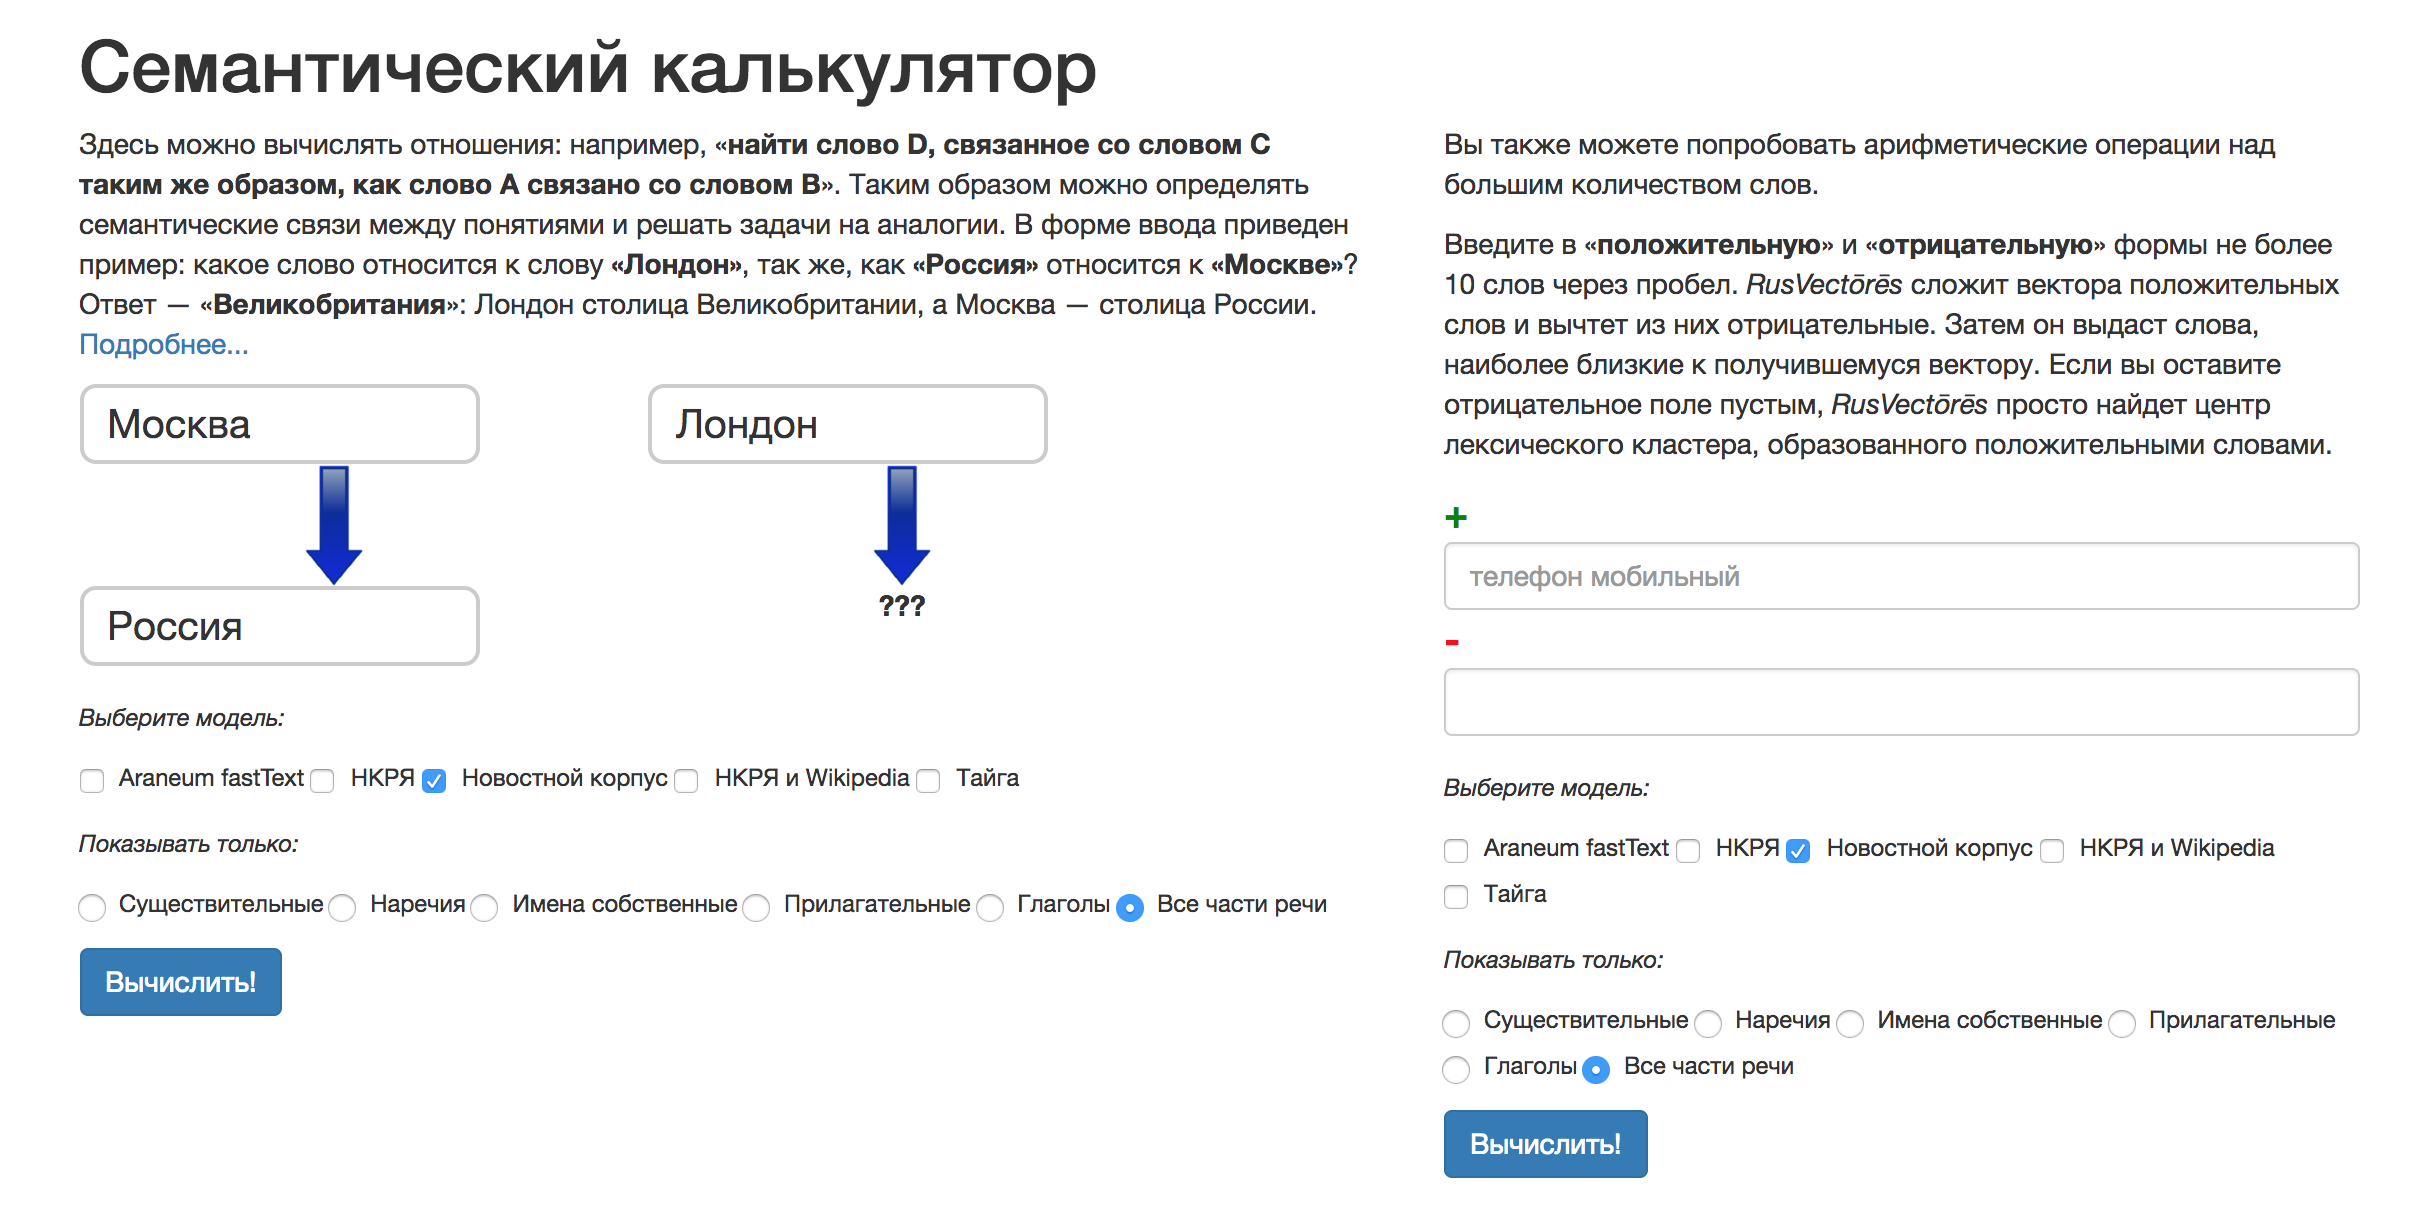 Семантический калькулятор
Здесь можно вычислять отношения: например, «найти слово D, связанное со словом C
таким же образом, как слово A связано со словом B». Таким образом можно определять
семантические связи между понятиями и решать задачи на аналогии. В форме ввода приведен
пример: какое слово относится к слову «Лондон», так же, как «Россия» относится к «Москве»?
Ответ — «Великобритания»: Лондон столица Великобритании, а Москва — столица России.
Подробнее...
Москва
Лондон
Россия
???
Выберите модель:
Araneum fastText НКРЯ Новостной корпус НКРЯ и Wikipedia Тайга
Показывать только:
Существительные Наречия Имена собственные Прилагательные Глаголы Все части речи
Вычислить!
Вы также можете попробовать арифметические операции над
большим количеством слов.
Введите в «положительную» и «отрицательную» формы не более
10 слов через пробел. RusVectōrēs сложит вектора положительных
слов и вычтет из них отрицательные. Затем он выдаст слова,
наиболее близкие к получившемуся вектору. Если вы оставите
отрицательное поле пустым, RusVectōrēs просто найдет центр
лексического кластера, образованного положительными словами.
+
телефон мобильный
-
Выберите модель:
Araneum fastText НКРЯ Новостной корпус НКРЯ и Wikipedia
Тайга
Показывать только:
Существительные Наречия Имена собственные Прилагательные
Глаголы Все части речи
Вычислить!